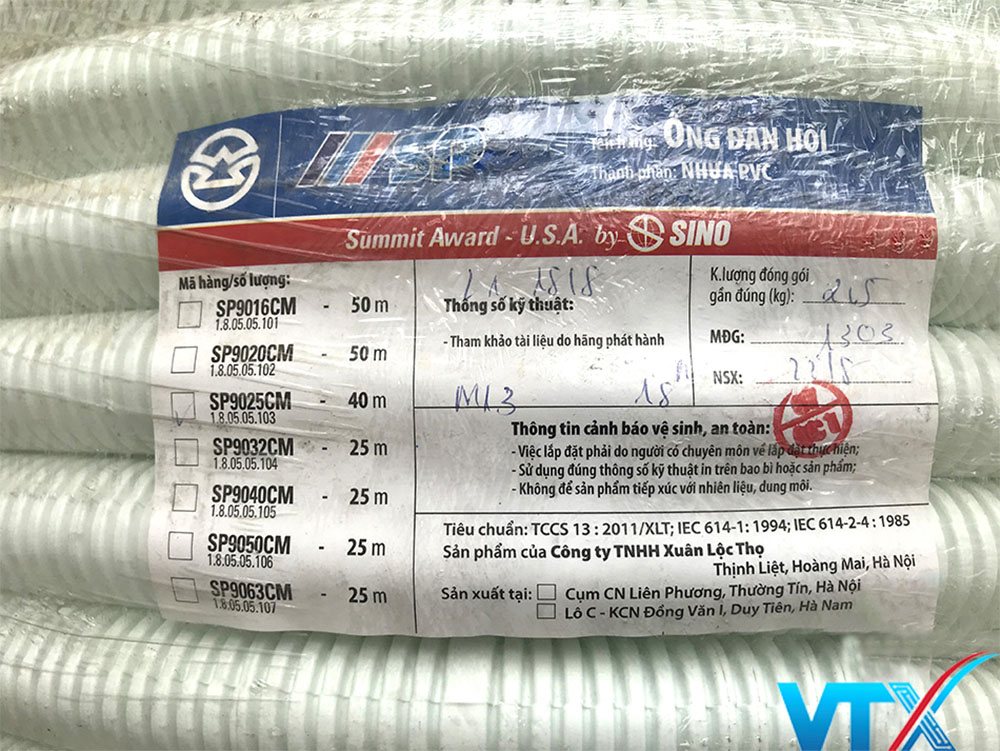 SP
Tên hàng: ỐNG ĐÀN HỒI
Thành phần: NHỰA PVC
Summit Award - U.S.A. by SINO
Mã hàng/số lượng:
SP9016CM - 50 m
1.8.05.05.101
SP9020CM - 50 m
1.8.05.05.102
SP9025CM - 40 m
1.8.05.05.103
SP9032CM - 25 m
1.8.05.05.104
SP9040CM - 25 m
1.8.05.05.105
SP9050CM - 25 m
1.8.05.05.106
SP9063CM - 25 m
1.8.05.05.107
1818
Thông số kỹ thuật:
- Tham khảo tài liệu do hãng phát hành
M13 18
K.lượng đóng gói
gần đúng (kg):
MĐG: 1303
NSX:
Thông tin cảnh báo vệ sinh, an toàn:
- Việc lắp đặt phải do người có chuyên môn về lắp đặt thực hiện;
- Sử dụng đúng thông số kỹ thuật in trên bao bì hoặc sản phẩm;
- Không để sản phẩm tiếp xúc với nhiên liệu, dung môi.
Tiêu chuẩn: TCCS 13 : 2011/XLT; IEC 614-1: 1994; IEC 614-2-4 : 1985
Sản phẩm của Công ty TNHH Xuân Lộc Thọ
Thịnh Liệt, Hoàng Mai, Hà Nội
Sản xuất tại: Cụm CN Liên Phương, Thường Tín, Hà Nội
Lô C - KCN Đồng Văn I, Duy Tiên, Hà Nam
VTX